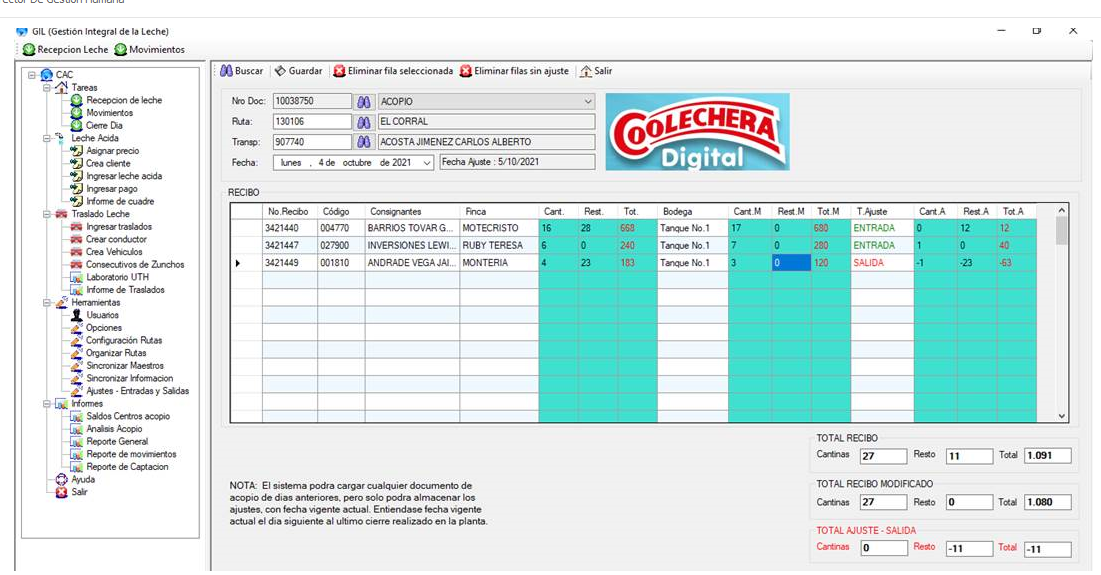 ector DE Gestión Humana
GIL (Gestión Integral de la Leche)
Recepcion Leche Movimientos
CAC
Tareas
Recepcion de leche
Movimientos
Cierre Dia
Leche Acida
Asignar precio
Crea cliente
Ingresar leche acida
Ingresar pago
Informe de cuadre
Traslado Leche
Ingresar traslados
Crear conductor
Crea Vehiculos
Consecutivos de Zunchos
Laboratorio UTH
Informe de Traslados
Herramientas
Usuarios
Opciones
Configuración Rutas
Organizar Rutas
Sincronizar Maestros
Sincronizar Informacion
Ajustes - Entradas y Salidas
Informes
Saldos Centros acopio
Analisis Acopio
Reporte General
Reporte de movimientos
Reporte de Captacion
Ayuda
Salir
Buscar Guardar Eliminar fila seleccionada Eliminar filas sin ajuste Salir
Nro Doc: 10038750 ACOPIO
Ruta: 130106 EL CORRAL
Transp: 907740 ACOSTA JIMENEZ CARLOS ALBERTO
Fecha: lunes , 4 de octubre de 2021 Fecha Ajuste : 5/10/2021
COOLECHERA
Digital
RECIBO
No.Recibo Código Consignantes Finca Cant. Rest. Tot. Bodega Cant.M Rest.M Tot.M T.Ajuste Cant.A Rest.A Tot.A
3421440 004770 BARRIOS TOVAR G... MOTECRISTO 16 28 668 Tanque No.1 17 0 680 ENTRADA 0 12 12
3421447 027900 INVERSIONES LEWI... RUBY TERESA 6 0 240 Tanque No.1 7 0 280 ENTRADA 1 0 40
3421449 001810 ANDRADE VEGA JAI... MONTERIA 4 23 183 Tanque No.1 3 0 120 SALIDA -1 -23 -63
NOTA: El sistema podra cargar cualquier documento de
acopio de dias anteriores, pero solo podra almacenar los
ajustes, con fecha vigente actual. Entiendase fecha vigente
actual el dia siguiente al ultimo cierre realizado en la planta.
TOTAL RECIBO
Cantinas 27 Resto 11 Total 1.091
TOTAL RECIBO MODIFICADO
Cantinas 27 Resto 0 Total 1.080
TOTAL AJUSTE - SALIDA
Cantinas 0 Resto -11 Total -11